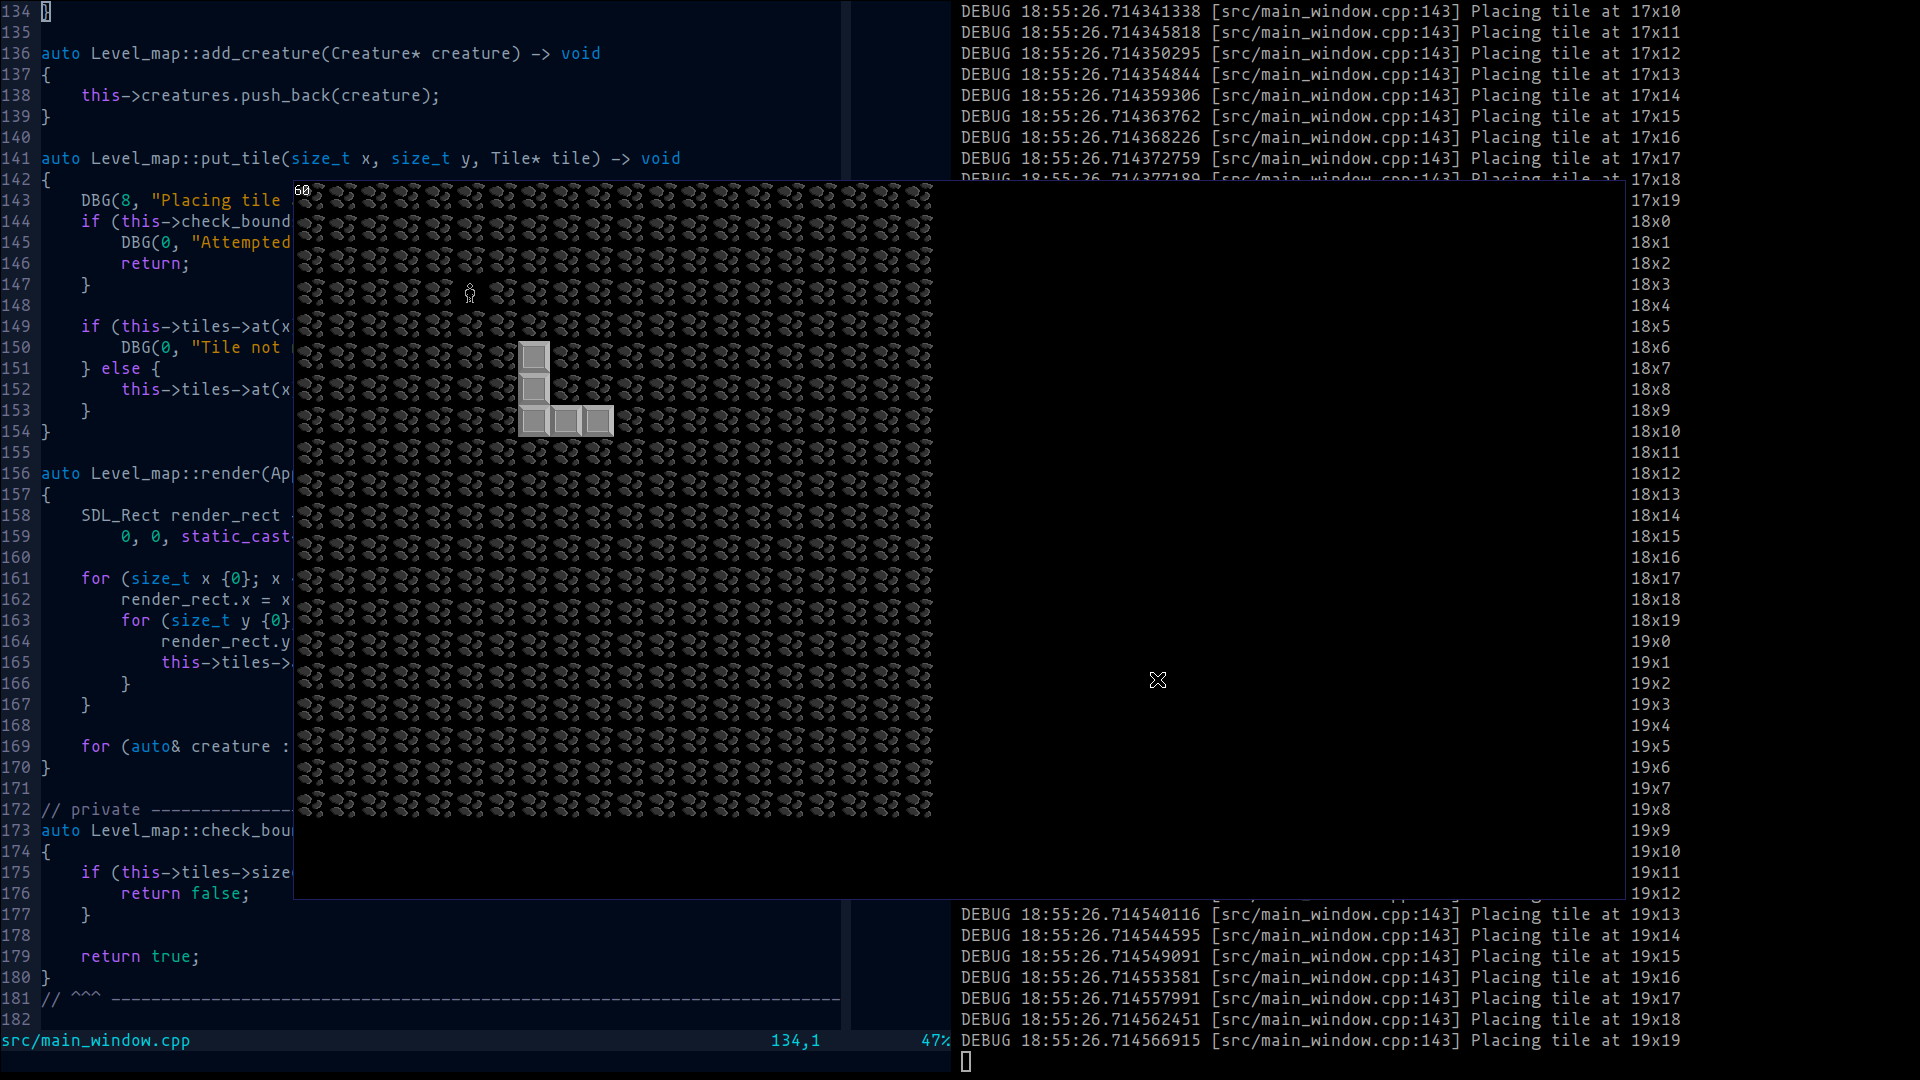 134 }
135
136 auto Level_map::add_creature(Creature* creature) -> void
137 {
138     this->creatures.push_back(creature);
139 }
140
141 auto Level_map::put_tile(size_t x, size_t y, Tile* tile) -> void
142 {
143     DBG(8, "Placing tile
144     if (this->check_bound
145         DBG(0, "Attempted
146         return;
147     }
148
149     if (this->tiles->at(x
150         DBG(0, "Tile not
151     } else {
152         this->tiles->at(x
153     }
154 }
155
156 auto Level_map::render(Ap
157 {
158     SDL_Rect render_rect
159         0, 0, static_cast
160
161     for (size_t x {0}; x
162         render_rect.x = x
163         for (size_t y {0}
164             render_rect.y
165             this->tiles->
166         }
167     }
168
169     for (auto& creature :
170 }
171
172 // private --------------
173 auto Level_map::check_bou
174 {
175     if (this->tiles->size
176         return false;
177     }
178
179     return true;
180 }
181 // ^^^ -------------------------------------------------------------------------
182
src/main_window.cpp 134,1 47%
60
DEBUG 18:55:26.714341338 [src/main_window.cpp:143] Placing tile at 17x10
DEBUG 18:55:26.714345818 [src/main_window.cpp:143] Placing tile at 17x11
DEBUG 18:55:26.714350295 [src/main_window.cpp:143] Placing tile at 17x12
DEBUG 18:55:26.714354844 [src/main_window.cpp:143] Placing tile at 17x13
DEBUG 18:55:26.714359306 [src/main_window.cpp:143] Placing tile at 17x14
DEBUG 18:55:26.714363762 [src/main_window.cpp:143] Placing tile at 17x15
DEBUG 18:55:26.714368226 [src/main_window.cpp:143] Placing tile at 17x16
DEBUG 18:55:26.714372759 [src/main_window.cpp:143] Placing tile at 17x17
DEBUG 18:55:26.714377189 [src/main_window.cpp:143] Placing tile at 17x18
17x19
18x0
18x1
18x2
18x3
18x4
18x5
18x6
18x7
18x8
18x9
18x10
18x11
18x12
18x13
18x14
18x15
18x16
18x17
18x18
18x19
19x0
19x1
19x2
19x3
19x4
19x5
19x6
19x7
19x8
19x9
19x10
19x11
19x12
DEBUG 18:55:26.714540116 [src/main_window.cpp:143] Placing tile at 19x13
DEBUG 18:55:26.714544595 [src/main_window.cpp:143] Placing tile at 19x14
DEBUG 18:55:26.714549091 [src/main_window.cpp:143] Placing tile at 19x15
DEBUG 18:55:26.714553581 [src/main_window.cpp:143] Placing tile at 19x16
DEBUG 18:55:26.714557991 [src/main_window.cpp:143] Placing tile at 19x17
DEBUG 18:55:26.714562451 [src/main_window.cpp:143] Placing tile at 19x18
DEBUG 18:55:26.714566915 [src/main_window.cpp:143] Placing tile at 19x19